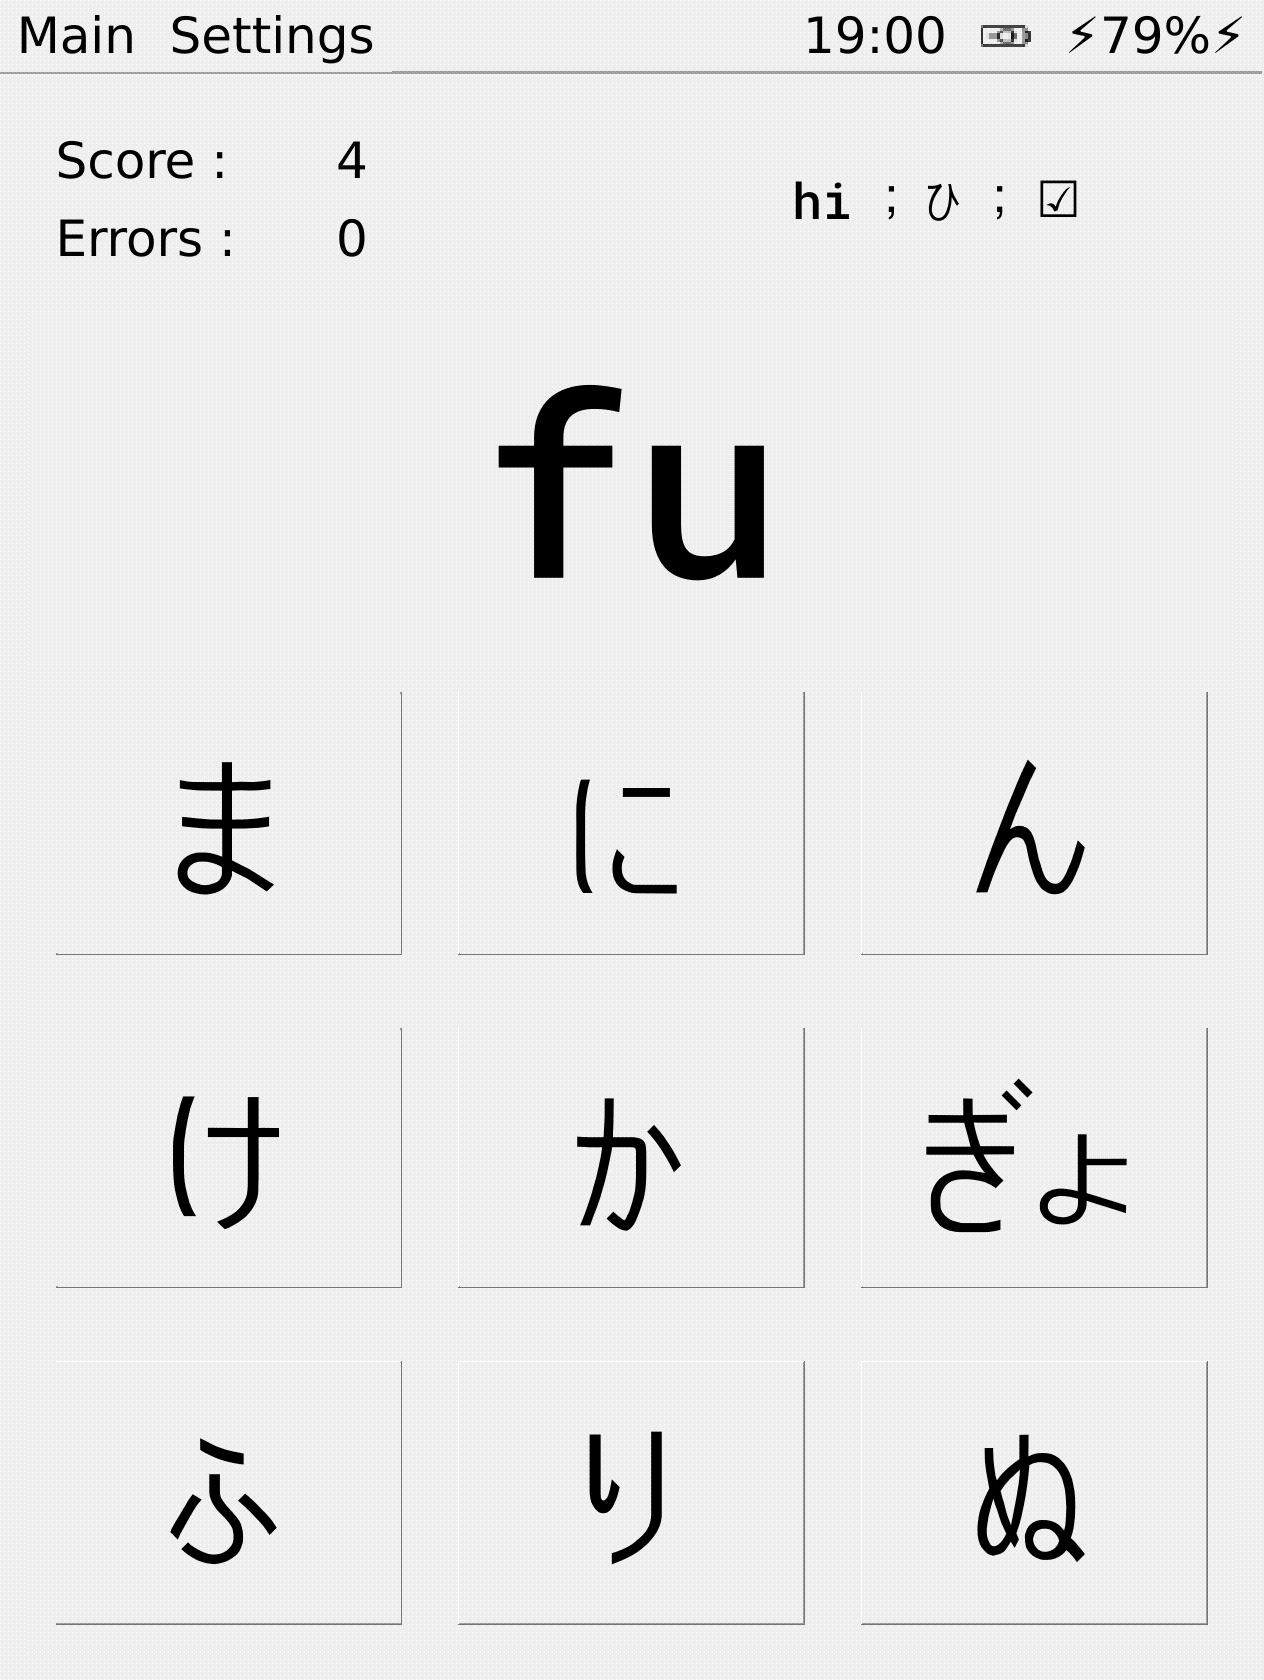 Main Settings 19:00 ⚡79%⚡
Score : 4
hi ; ひ ; ☑
Errors : 0
fu
ま に ん
け か ぎょ
ふ り ぬ